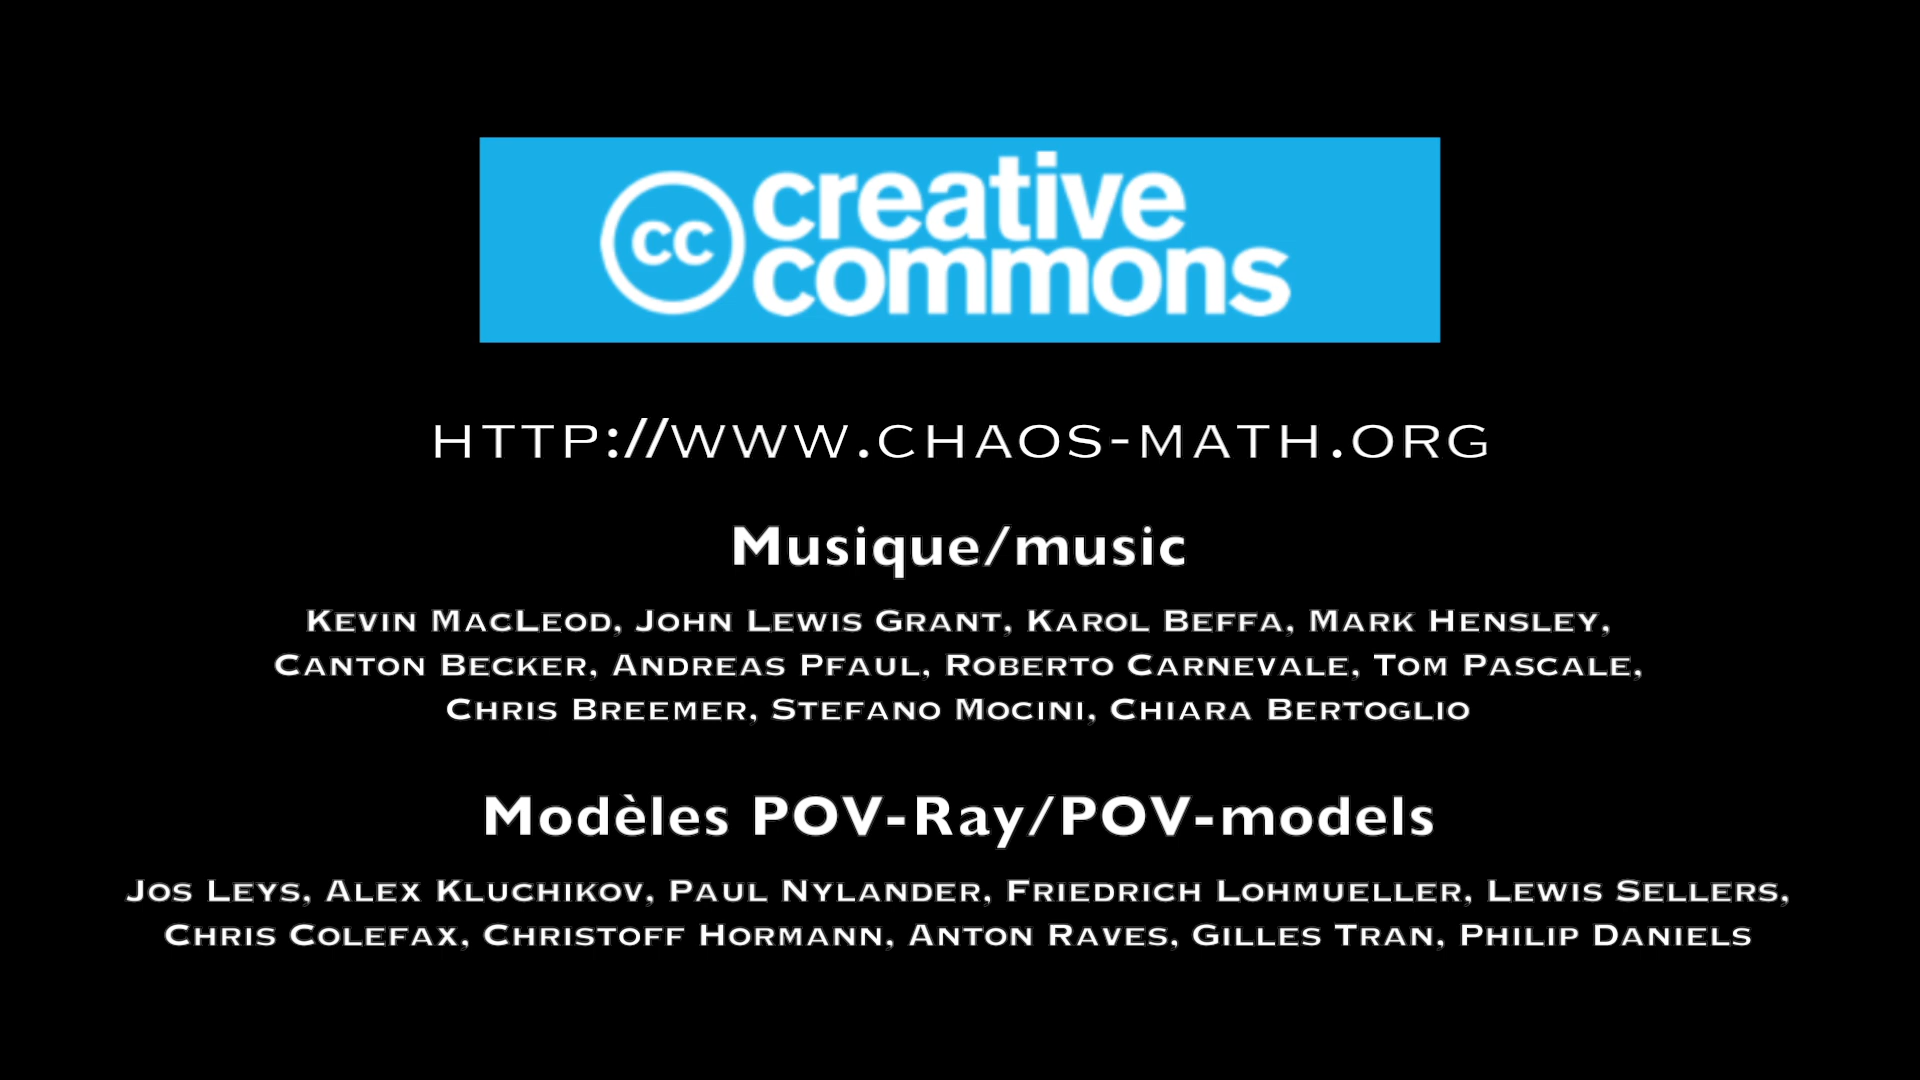 cc creative
commons
HTTP://WWW.CHAOS-MATH.ORG
Musique/music
Kevin MacLeod, John Lewis Grant, Karol Beffa, Mark Hensley,
Canton Becker, Andreas Pfaul, Roberto Carnevale, Tom Pascale,
Chris Breemer, Stefano Mocini, Chiara Bertoglio
Modèles POV-Ray/POV-models
Jos Leys, Alex Kluchikov, Paul Nylander, Friedrich Lohmueller, Lewis Sellers,
Chris Colefax, Christoff Hormann, Anton Raves, Gilles Tran, Philip Daniels